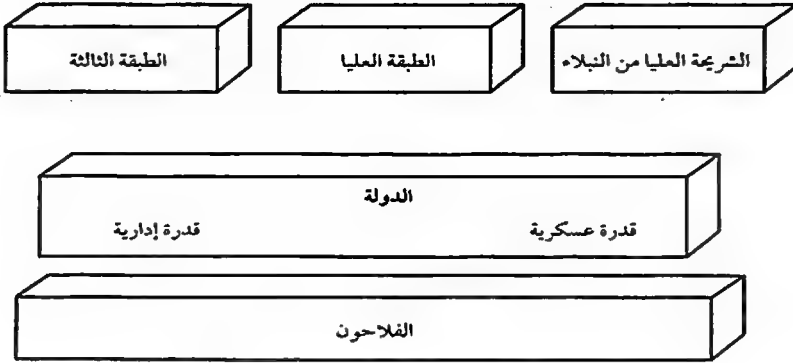 الشريحة العليا من النبلاء
الطبقة العليا
الطبقة الثالثة
الدولة
قدرة عسكرية
قدرة إدارية
الفلاحون